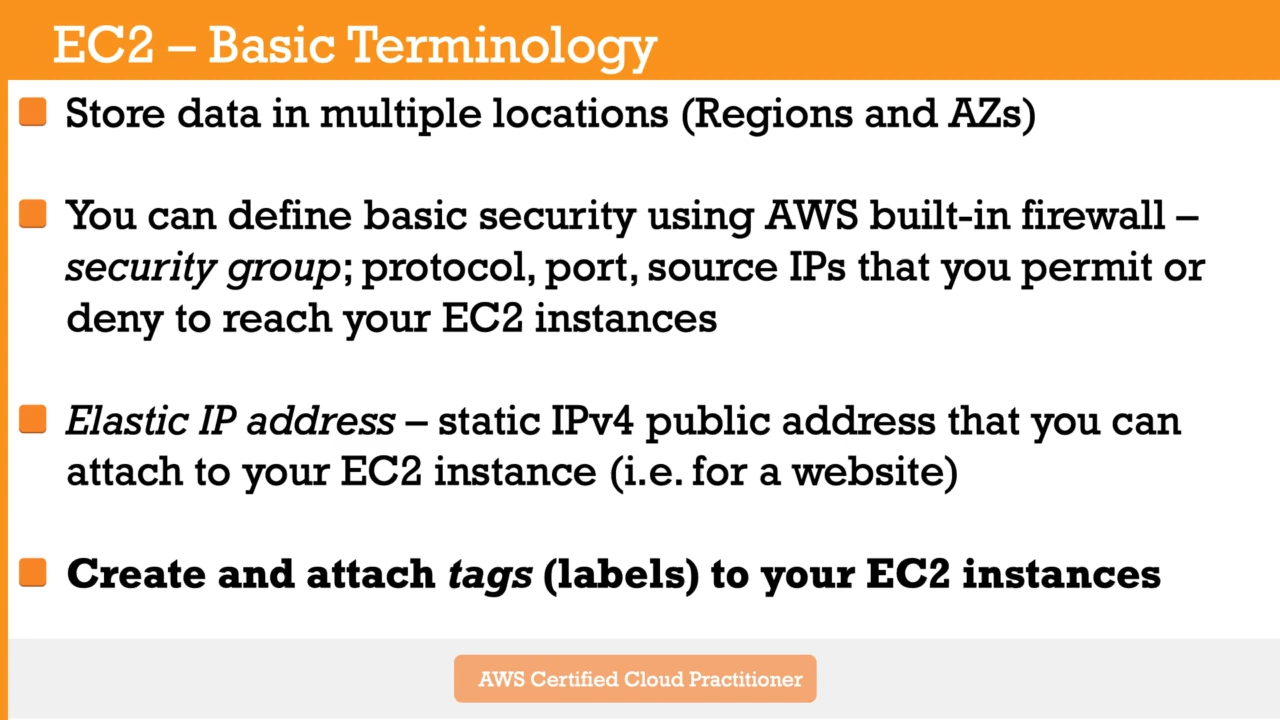 EC2 – Basic Terminology
Store data in multiple locations (Regions and AZs)
You can define basic security using AWS built-in firewall –
security group; protocol, port, source IPs that you permit or
deny to reach your EC2 instances
Elastic IP address – static IPv4 public address that you can
attach to your EC2 instance (i.e. for a website)
Create and attach tags (labels) to your EC2 instances
AWS Certified Cloud Practitioner